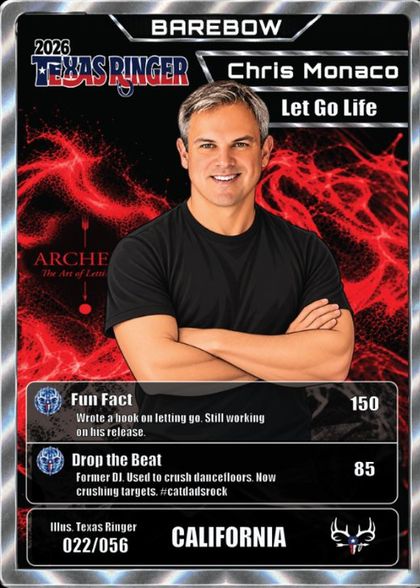 BAREBOW
2026
TEXAS RINGER
Chris Monaco
Let Go Life
ARCHE
The Art of Letti
Fun Fact 150
Wrote a book on letting go. Still working
on his release.
Drop the Beat 85
Former DJ. Used to crush dancefloors. Now
crushing targets. #catdadsrock
Illus. Texas Ringer
022/056
CALIFORNIA